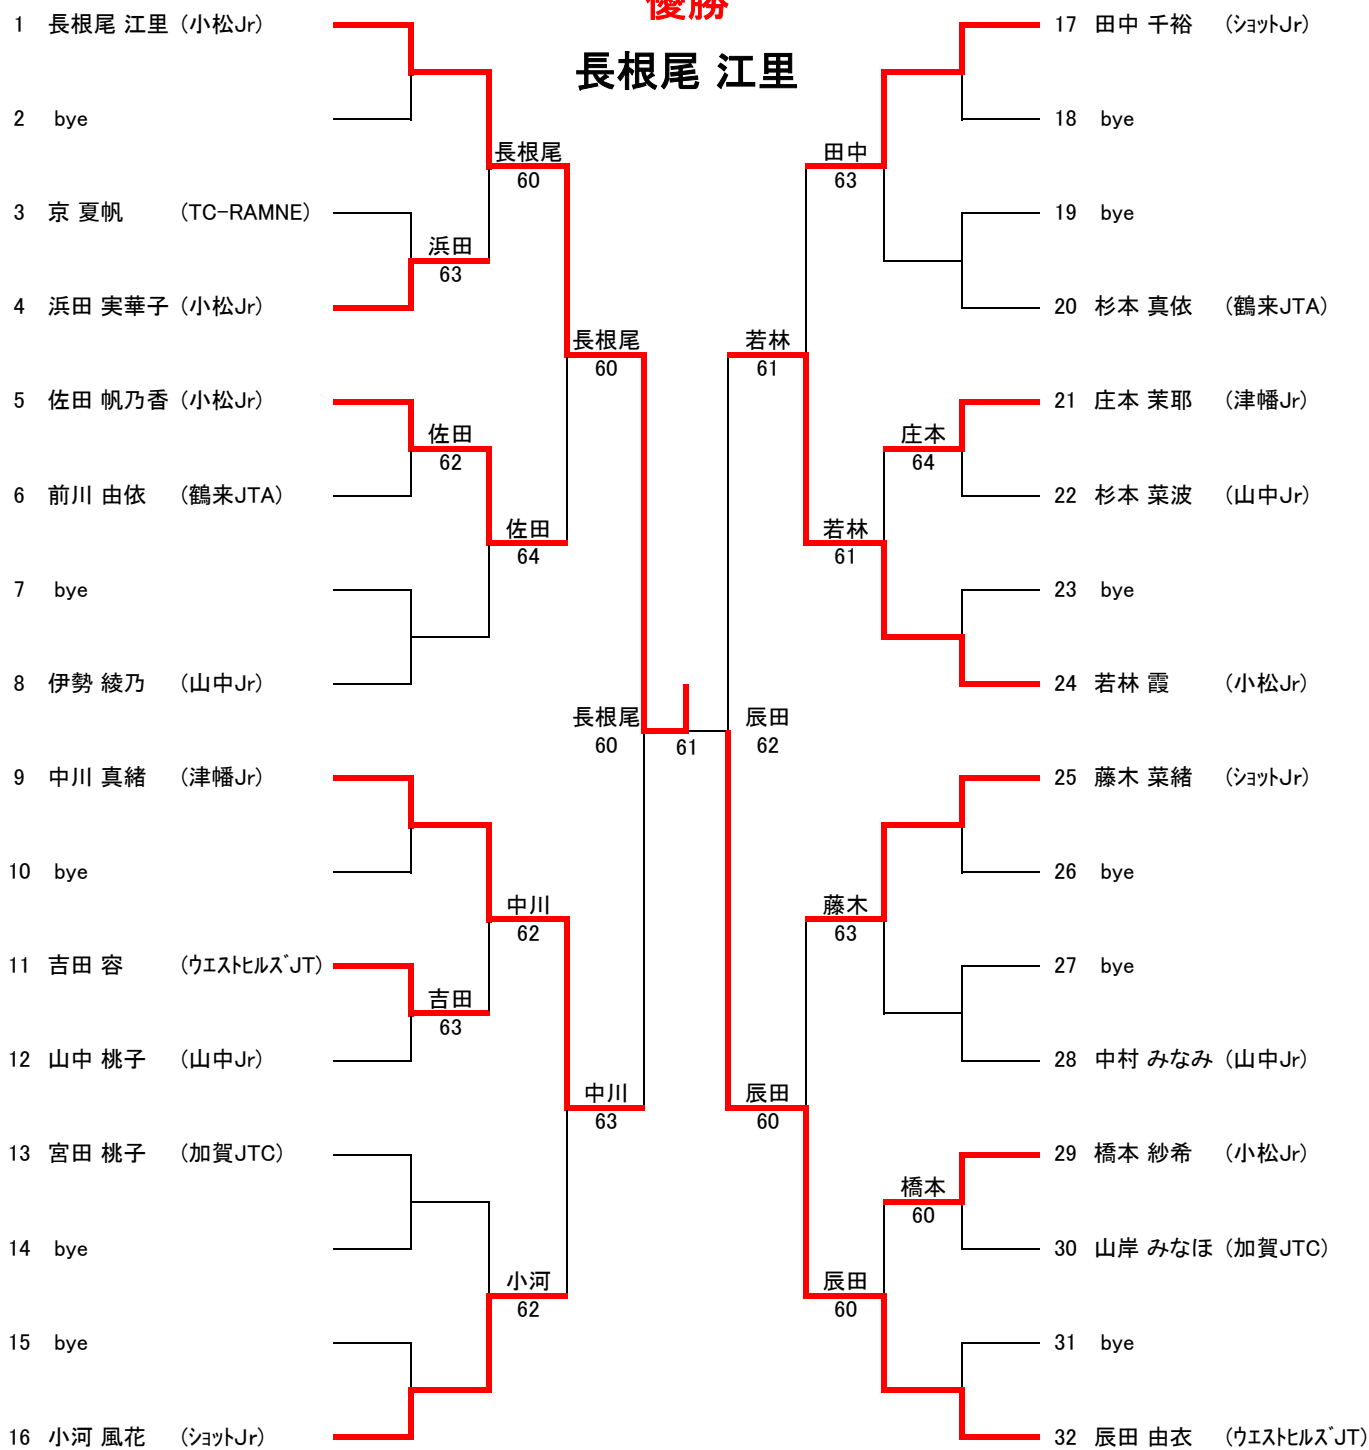 優勝
長根尾 江里
1 長根尾 江里 (小松Jr)
2 bye
3 京 夏帆 (TC-RAMNE)
4 浜田 実華子 (小松Jr)
5 佐田 帆乃香 (小松Jr)
6 前川 由依 (鶴来JTA)
7 bye
8 伊勢 綾乃 (山中Jr)
9 中川 真緒 (津幡Jr)
10 bye
11 吉田 容 (ｳｴｽﾄﾋﾙｽﾞJT)
12 山中 桃子 (山中Jr)
13 宮田 桃子 (加賀JTC)
14 bye
15 bye
16 小河 風花 (ｼｮｯﾄJr)
浜田
63
佐田
62
吉田
63
長根尾
60
佐田
64
中川
62
小河
62
長根尾
60
中川
63
長根尾
60
61
辰田
62
若林
61
辰田
60
田中
63
若林
61
藤木
63
辰田
60
庄本
64
橋本
60
17 田中 千裕 (ｼｮｯﾄJr)
18 bye
19 bye
20 杉本 真依 (鶴来JTA)
21 庄本 茉耶 (津幡Jr)
22 杉本 菜波 (山中Jr)
23 bye
24 若林 霞 (小松Jr)
25 藤木 菜緒 (ｼｮｯﾄJr)
26 bye
27 bye
28 中村 みなみ (山中Jr)
29 橋本 紗希 (小松Jr)
30 山岸 みなほ (加賀JTC)
31 bye
32 辰田 由衣 (ｳｴｽﾄﾋﾙｽﾞJT)